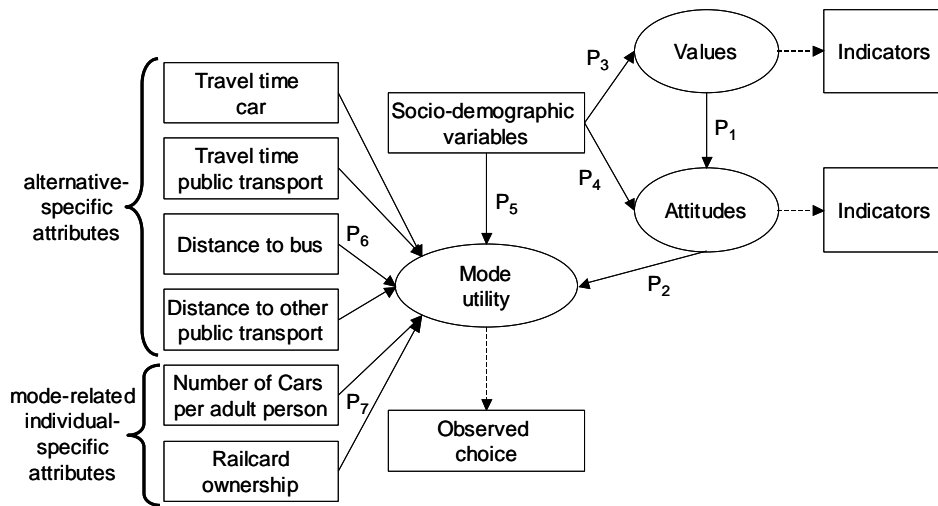 alternative-
specific
attributes
mode-related
individual-
specific
attributes
Travel time
car
Travel time
public transport
Distance to bus
Distance to other
public transport
Number of Cars
per adult person
Railcard
ownership
P6
P7
Socio-demographic
variables
P5
Mode
utility
Observed
choice
P3
P4
Values
P1
Attitudes
P2
Indicators
Indicators